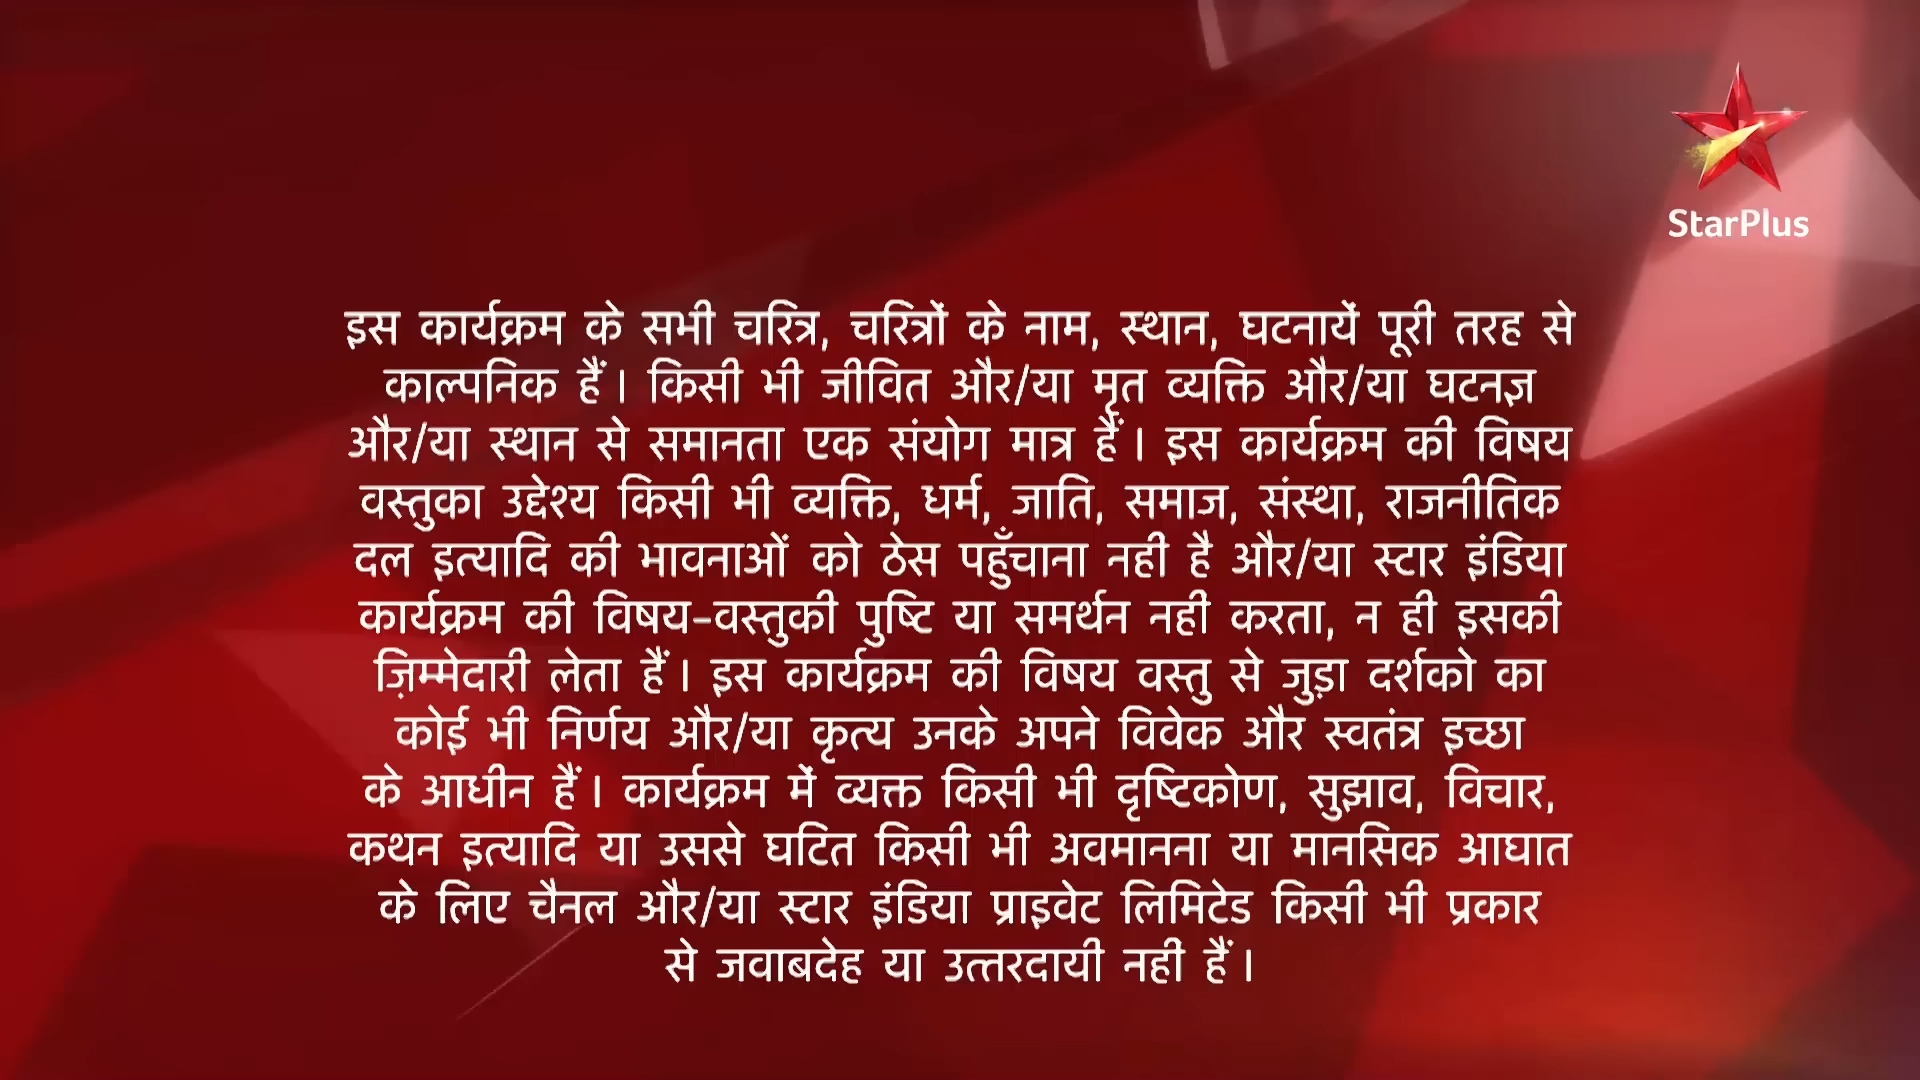 StarPlus
इस कार्यक्रम के सभी चरित्र, चरित्रों के नाम, स्थान, घटनायें पूरी तरह से
काल्पनिक हैं। किसी भी जीवित और/या मृत व्यक्ति और/या घटनज्ञ
और/या स्थान से समानता एक संयोग मात्र हैं। इस कार्यक्रम की विषय
वस्तुका उद्देश्य किसी भी व्यक्ति, धर्म, जाति, समाज, संस्था, राजनीतिक
दल इत्यादि की भावनाओं को ठेस पहुँचाना नही है और/या स्टार इंडिया
कार्यक्रम की विषय-वस्तुकी पुष्टि या समर्थन नही करता, न ही इसकी
ज़िम्मेदारी लेता हैं। इस कार्यक्रम की विषय वस्तु से जुड़ा दर्शको का
कोई भी निर्णय और/या कृत्य उनके अपने विवेक और स्वतंत्र इच्छा
के आधीन हैं। कार्यक्रम में व्यक्त किसी भी दृष्टिकोण, सुझाव, विचार,
कथन इत्यादि या उससे घटित किसी भी अवमानना या मानसिक आघात
के लिए चैनल और/या स्टार इंडिया प्राइवेट लिमिटेड किसी भी प्रकार
से जवाबदेह या उत्तरदायी नही हैं।